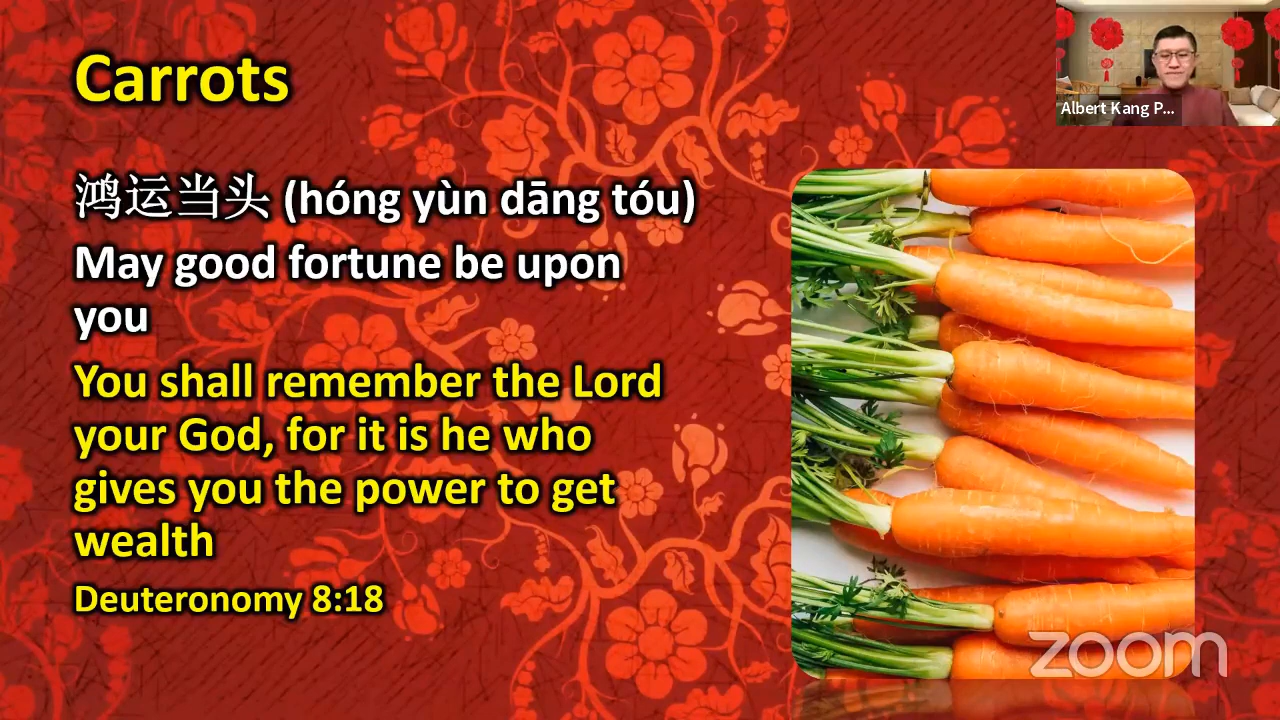 Carrots
Albert Kang P...
鸿运当头 (hóng yùn dāng tóu)
May good fortune be upon
you
You shall remember the Lord
your God, for it is he who
gives you the power to get
wealth
Deuteronomy 8:18
zoom